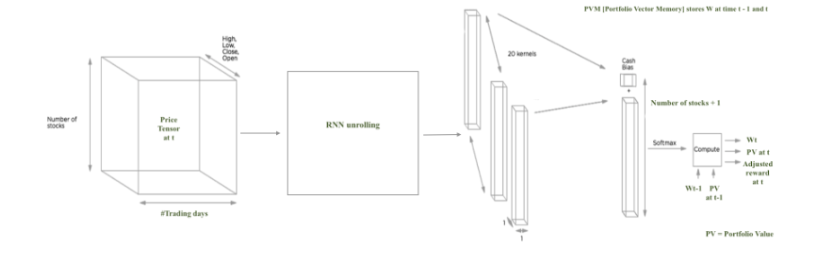 PVM [Portfolio Vector Memory] stores W at time t - 1 and t
High,
Low,
Close,
Open
Number of
stocks
Price
Tensor
at t
#Trading days
RNN unrolling
20 kernels
1
1
Cash
Bias
+
Number of stocks + 1
Softmax
Compute
Wt
PV at t
Adjusted
reward
at t
Wt-1 PV
at t-1
PV = Portfolio Value